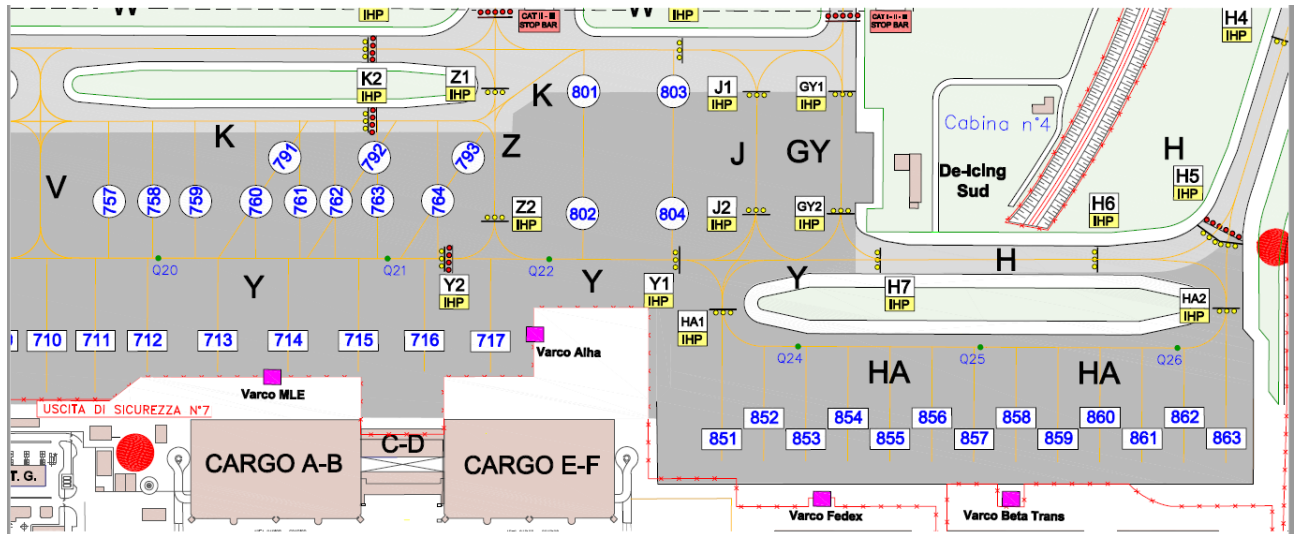 W
IHP
CAT II - III
STOP BAR
W
IHP
CAT I - II - III
STOP BAR
H4
IHP
K2
IHP
Z1
IHP
K
801
803
J1
IHP
GY1
IHP
Cabina n°4
K
791
792
793
Z
J
GY
De-Icing
Sud
H
H5
IHP
V
757
758
759
760
761
762
763
764
Z2
IHP
802
804
J2
IHP
GY2
IHP
H6
IHP
Q20
Q21
Q22
H
Y
Y2
IHP
Y
Y1
IHP
Y
H7
IHP
HA2
IHP
HA1
IHP
710
711
712
713
714
715
716
717
Varco Alha
Q24
Q25
Q26
HA
HA
Varco MLE
USCITA DI SICUREZZA N°7
852
854
856
858
860
862
851
853
855
857
859
861
863
C-D
CARGO A-B
CARGO E-F
T. G.
Varco Fedex
Varco Beta Trans